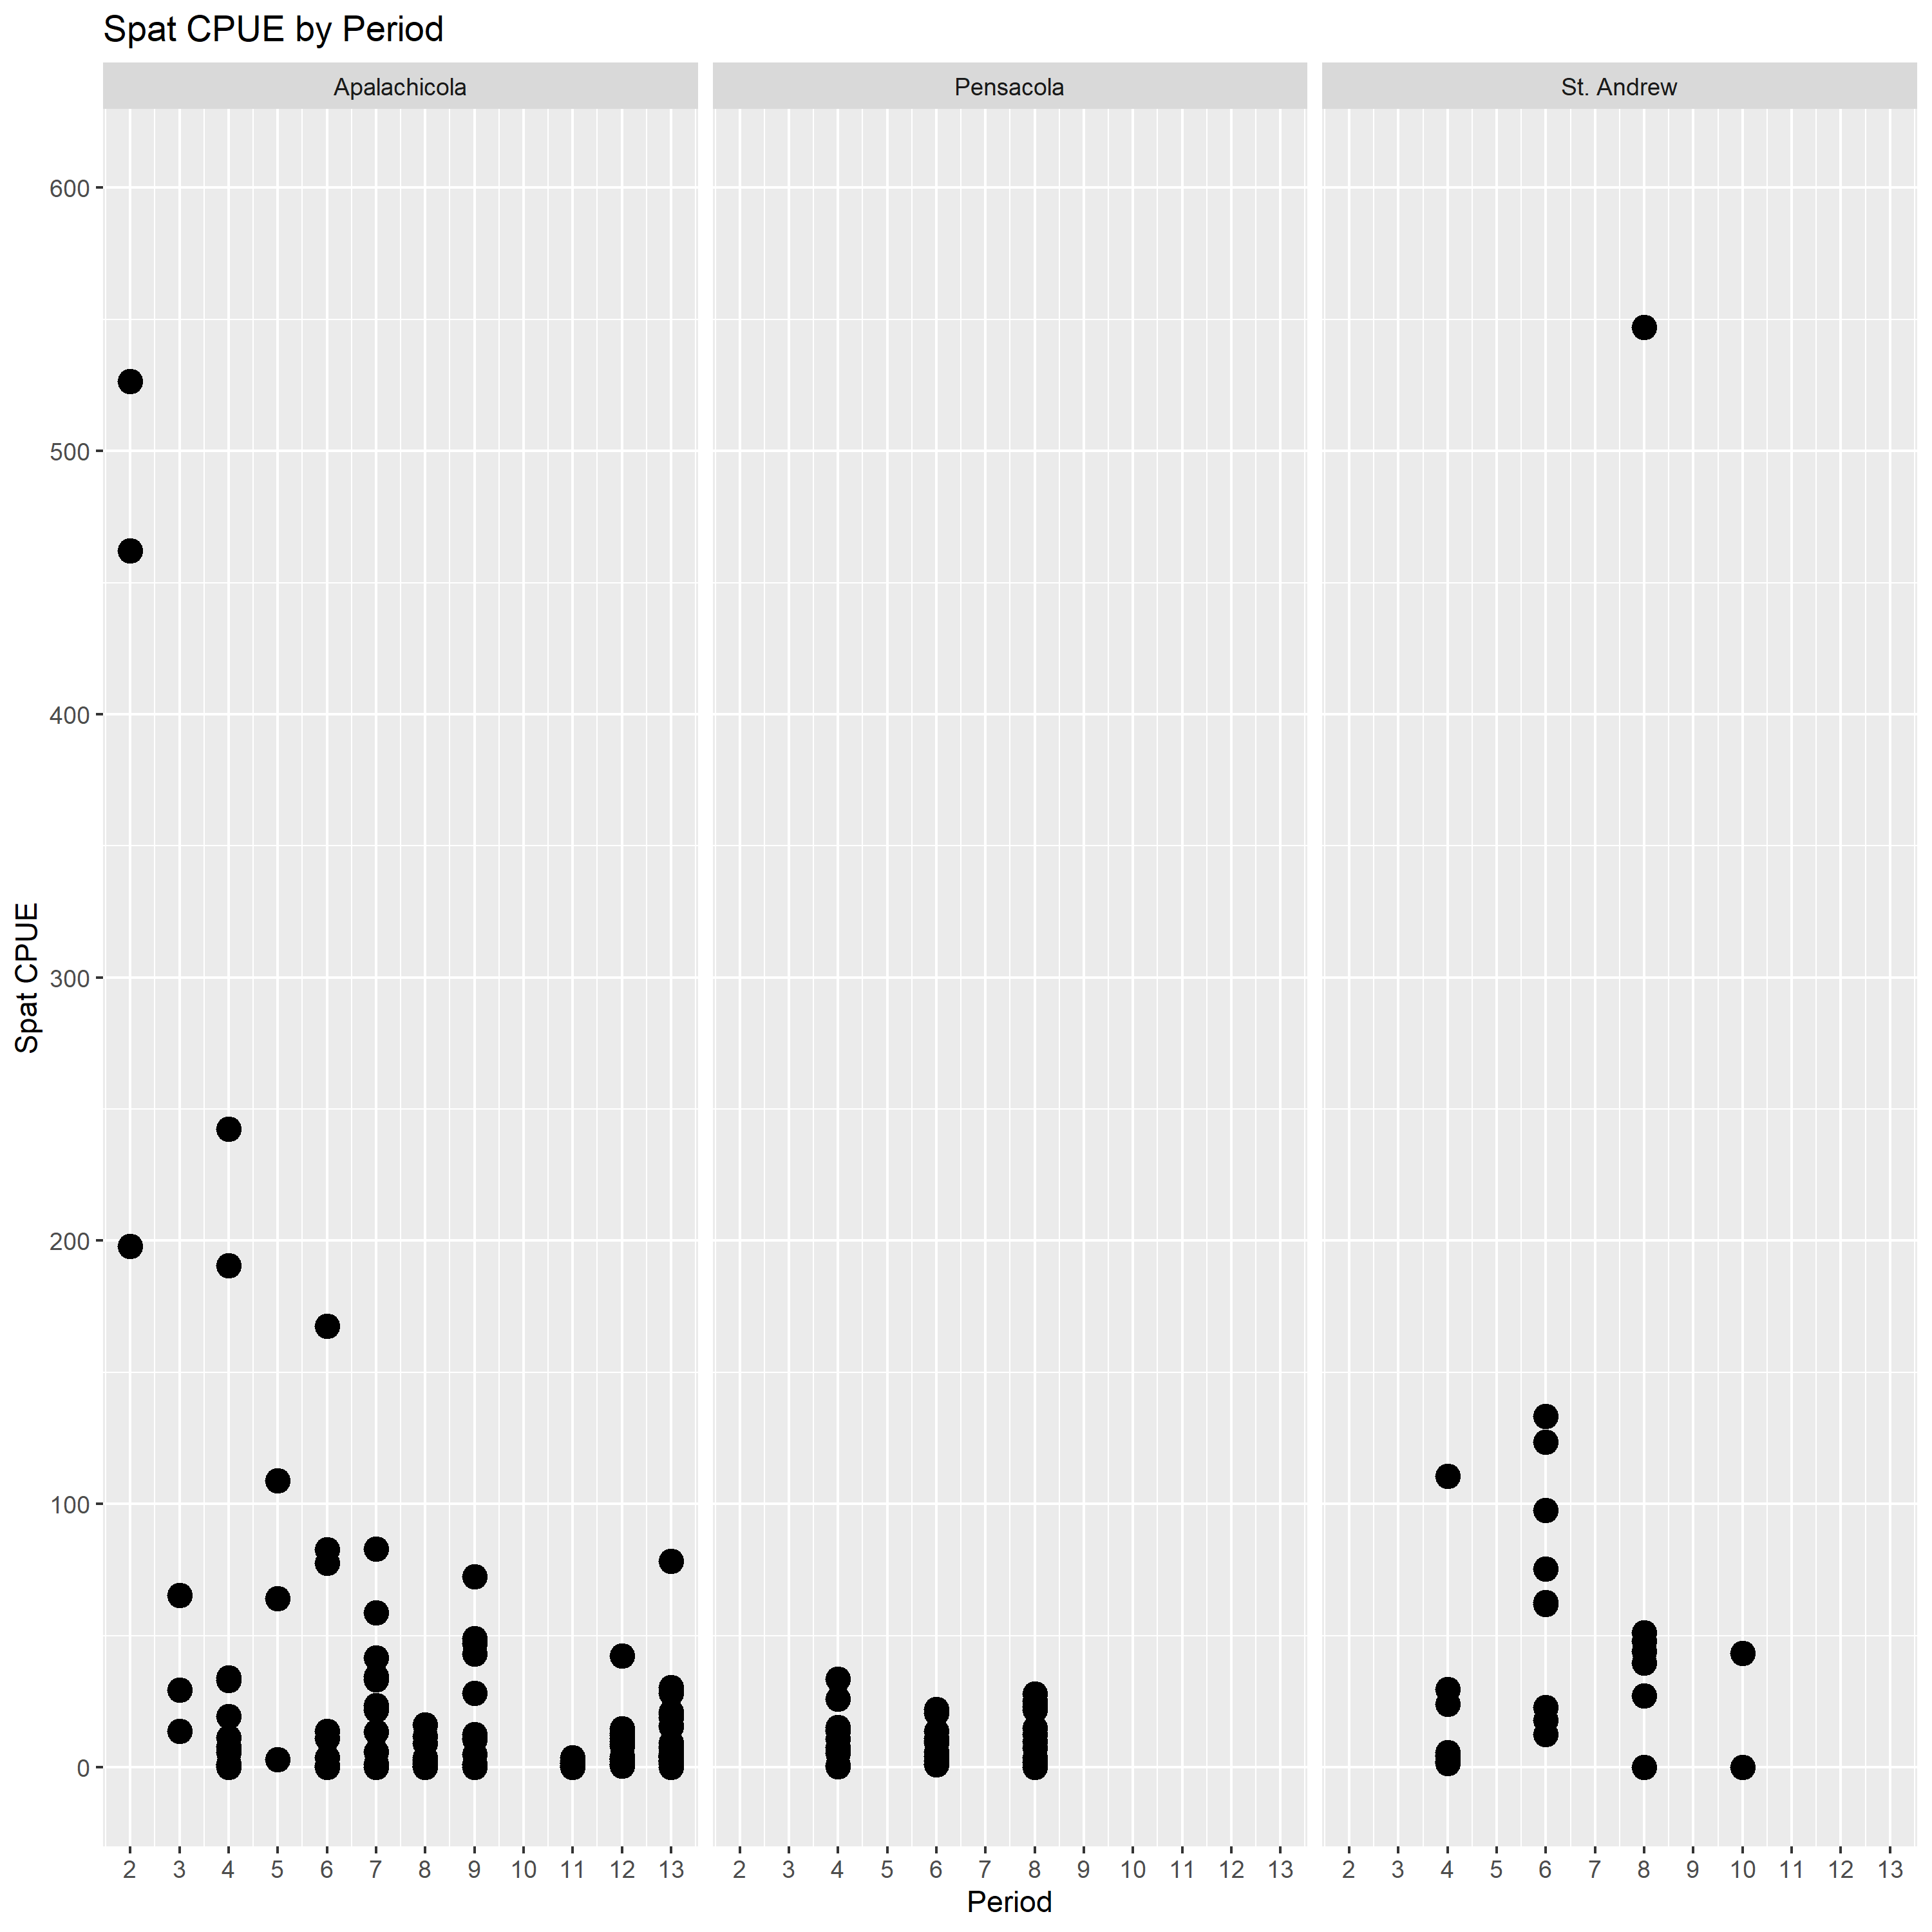 Spat CPUE by Period
Apalachicola Pensacola St. Andrew
600
500
400
300
200
100
0
Spat CPUE
2 3 4 5 6 7 8 9 10 11 12 13 2 3 4 5 6 7 8 9 10 11 12 13 2 3 4 5 6 7 8 9 10 11 12 13
Period